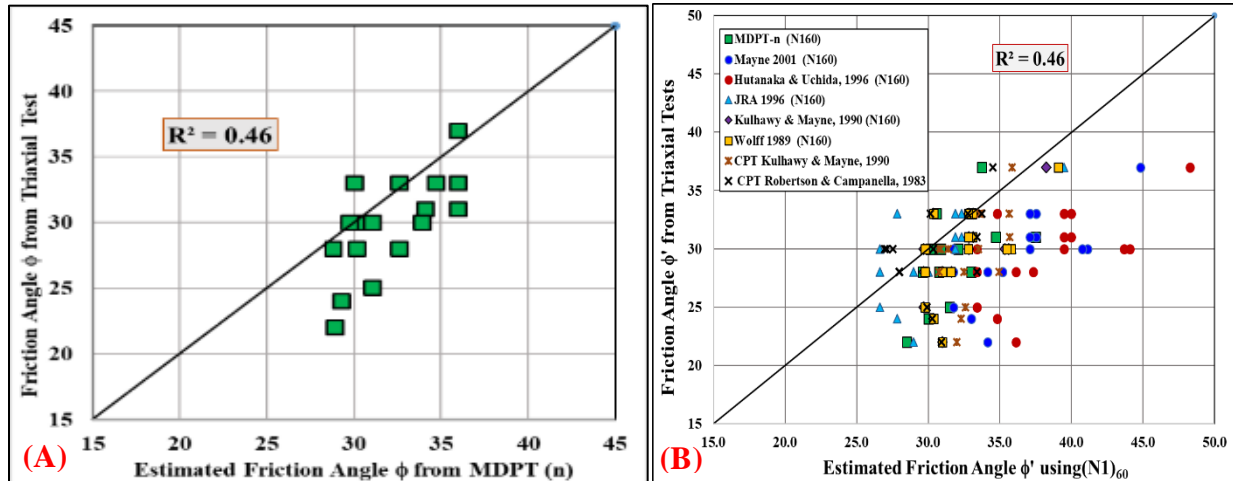 45
40
35
30
25
20
15
Friction Angle ϕ from Triaxial Test
R² = 0.46
15 20 25 30 35 40 45
Estimated Friction Angle ϕ from MDPT (n)
(A)
50
45
40
35
30
25
20
15
Friction Angle ϕ' from Triaxial Tests
MDPT-n (N160)
Mayne 2001 (N160)
Hutanaka & Uchida, 1996 (N160)
JRA 1996 (N160)
Kulhawy & Mayne, 1990 (N160)
Wolff 1989 (N160)
CPT Kulhawy & Mayne, 1990
CPT Robertson & Campanella, 1983
R² = 0.46
15.0 20.0 25.0 30.0 35.0 40.0 45.0 50.0
Estimated Friction Angle ϕ' using(N1)₆₀
(B)